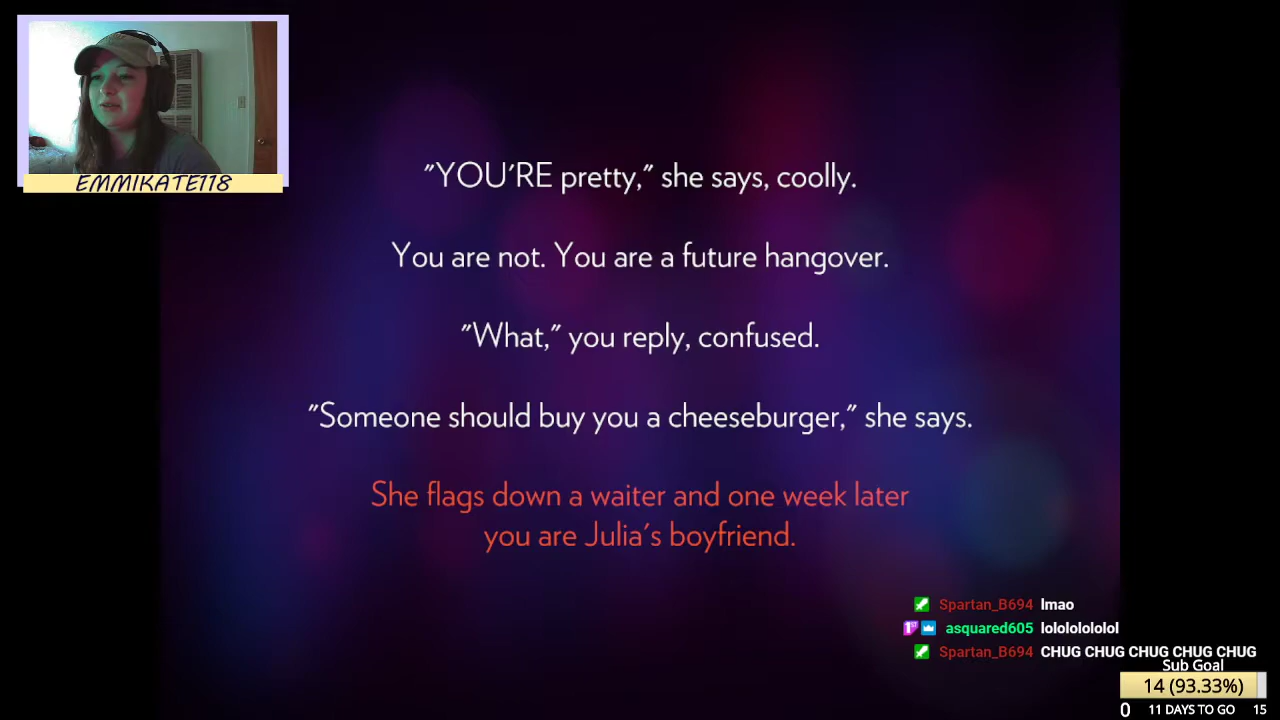 EMMIKATE118
"YOU'RE pretty," she says, coolly.
You are not. You are a future hangover.
"What," you reply, confused.
"Someone should buy you a cheeseburger," she says.
She flags down a waiter and one week later
you are Julia's boyfriend.
Spartan_B694 lmao
1ST asquared605 lolololololol
Spartan_B694 CHUG CHUG CHUG CHUG CHUG
Sub Goal
14 (93.33%)
0 11 DAYS TO GO 15